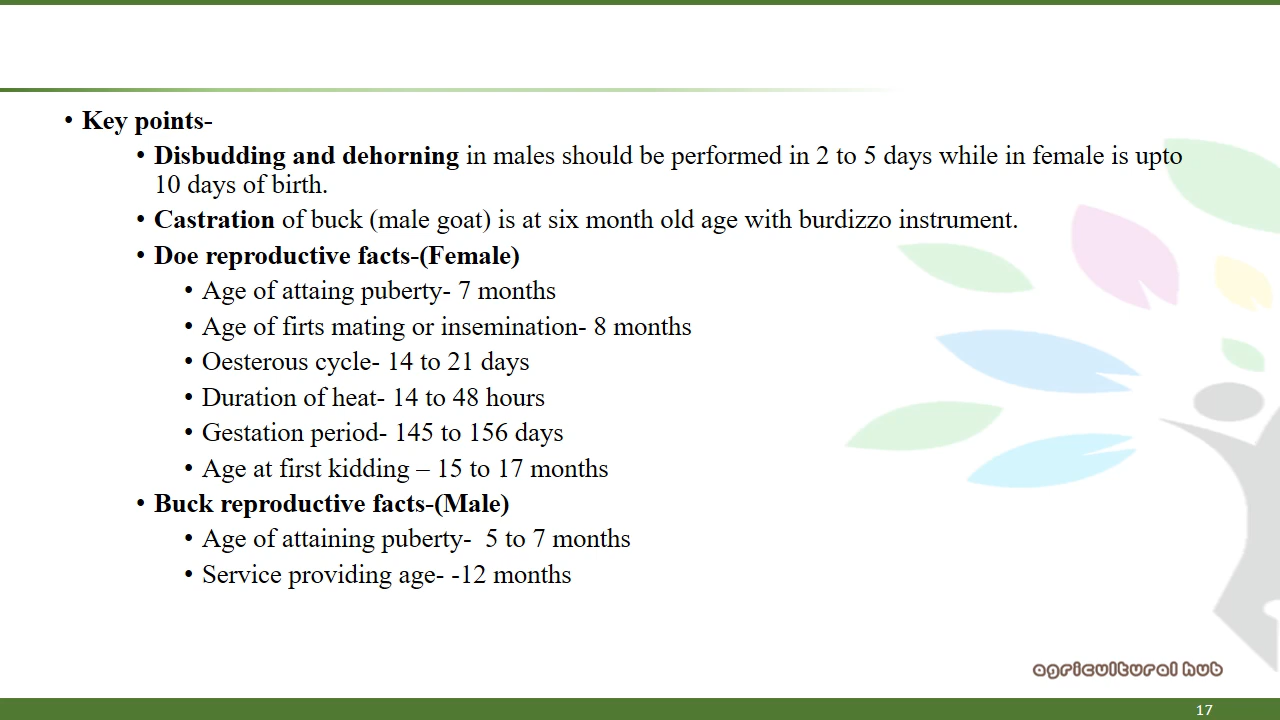 • Key points-
• Disbudding and dehorning in males should be performed in 2 to 5 days while in female is upto
10 days of birth.
• Castration of buck (male goat) is at six month old age with burdizzo instrument.
• Doe reproductive facts-(Female)
• Age of attaing puberty- 7 months
• Age of firts mating or insemination- 8 months
• Oesterous cycle- 14 to 21 days
• Duration of heat- 14 to 48 hours
• Gestation period- 145 to 156 days
• Age at first kidding – 15 to 17 months
• Buck reproductive facts-(Male)
• Age of attaining puberty-  5 to 7 months
• Service providing age- -12 months
agricultural hub
17